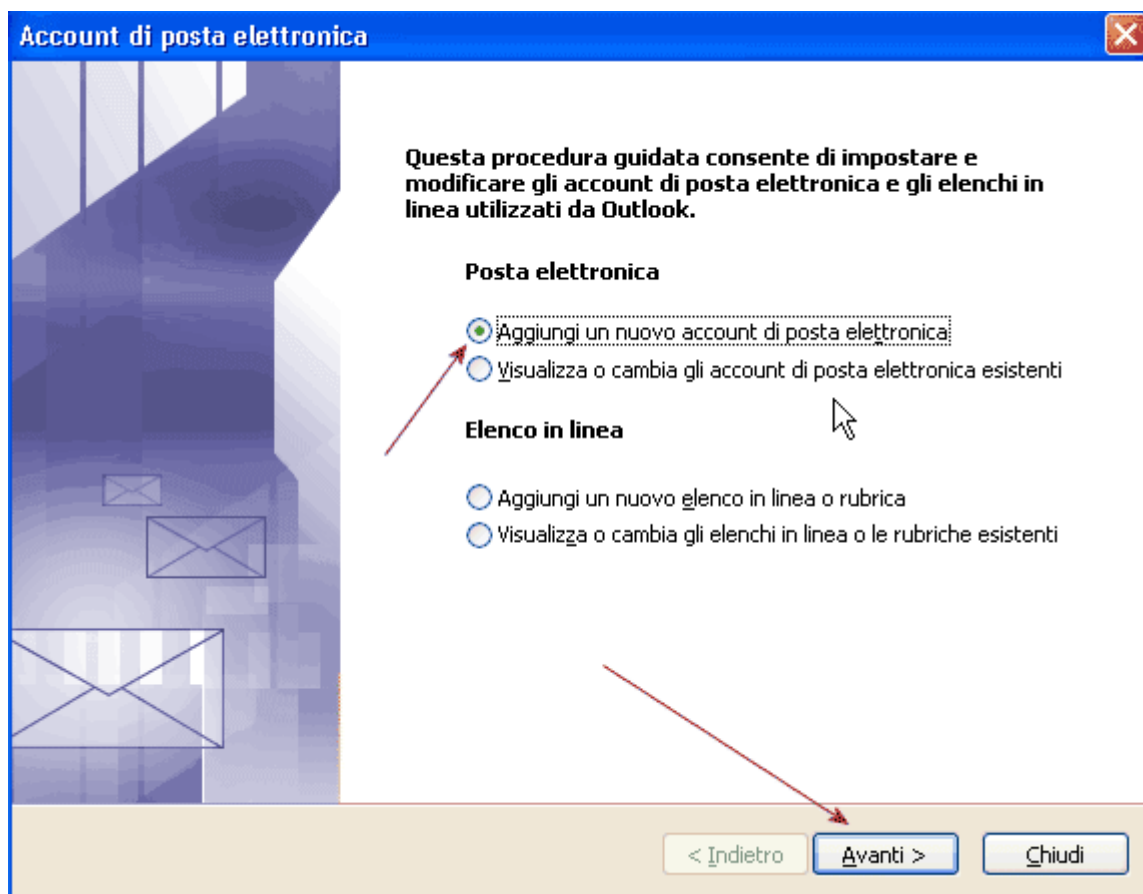 Account di posta elettronica
Questa procedura guidata consente di impostare e
modificare gli account di posta elettronica e gli elenchi in
linea utilizzati da Outlook.
Posta elettronica
Aggiungi un nuovo account di posta elettronica
Visualizza o cambia gli account di posta elettronica esistenti
Elenco in linea
Aggiungi un nuovo elenco in linea o rubrica
Visualizza o cambia gli elenchi in linea o le rubriche esistenti
< Indietro
Avanti >
Chiudi